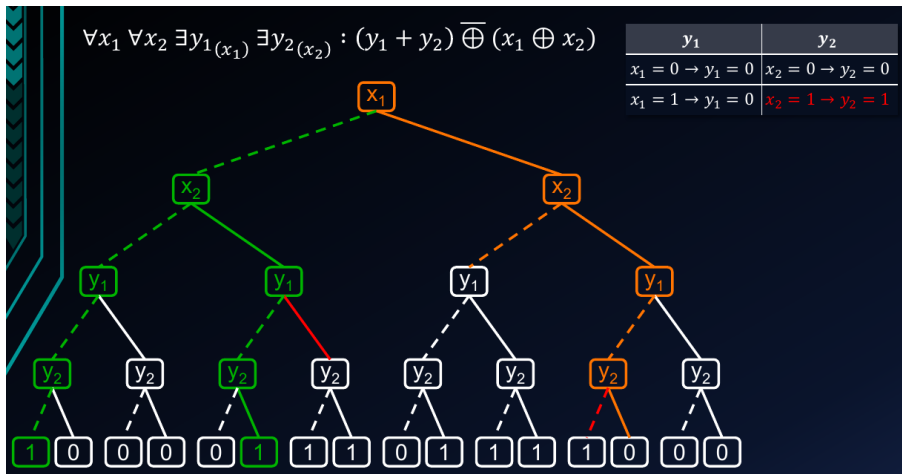 ∀x₁ ∀x₂ ∃y₁₍ₓ₁₎ ∃y₂₍ₓ₂₎ : (y₁ + y₂) ⊕̅ (x₁ ⊕ x₂)
y₁ y₂
x₁ = 0 → y₁ = 0 x₂ = 0 → y₂ = 0
x₁ = 1 → y₁ = 0 x₂ = 1 → y₂ = 1
x₁
x₂ x₂
y₁ y₁ y₁ y₁
y₂ y₂ y₂ y₂ y₂ y₂ y₂ y₂
1 0 0 0 0 1 1 1 0 1 1 1 1 0 0 0